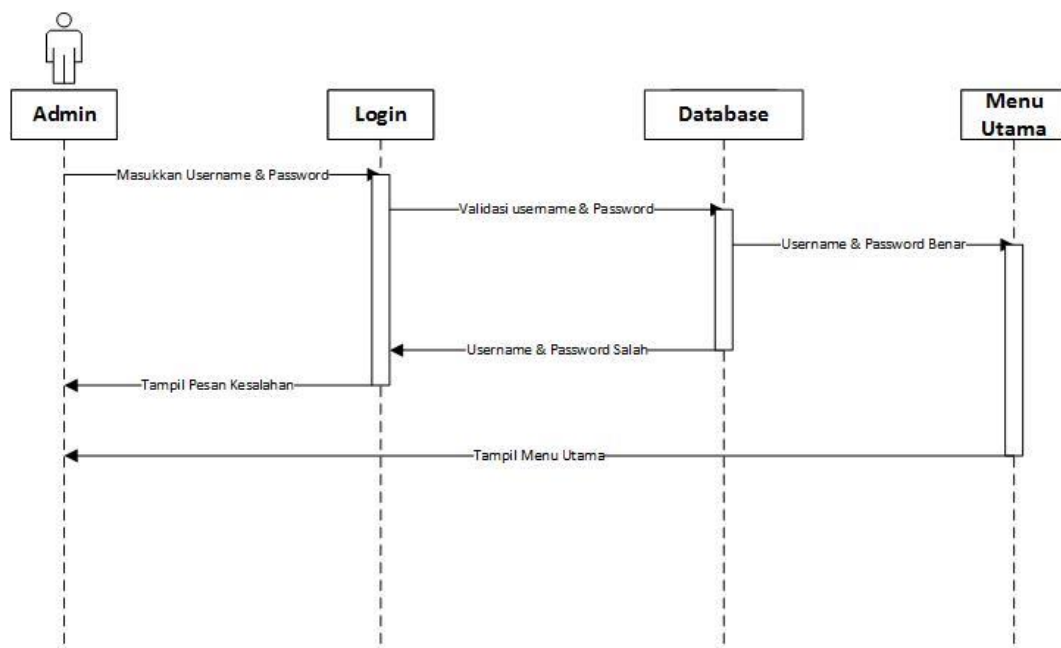 Admin
Login
Database
Menu
Utama
Masukkan Username & Password
Validasi username & Password
Username & Password Benar
Username & Password Salah
Tampil Pesan Kesalahan
Tampil Menu Utama